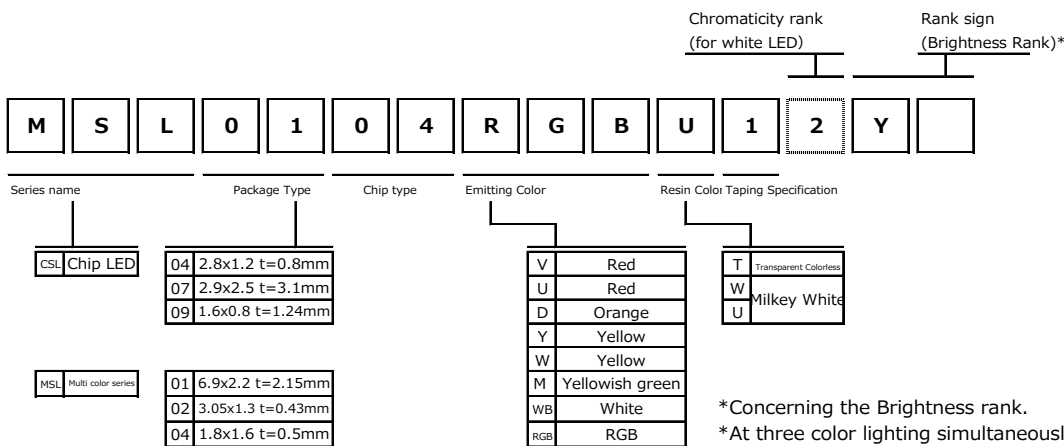 Chromaticity rank
(for white LED)
Rank sign
(Brightness Rank)*
M S L 0 1 0 4 R G B U 1 2 Y
Series name
Package Type
Chip type
Emitting Color
Resin Color
Taping Specification
CSL Chip LED
04 2.8x1.2 t=0.8mm
07 2.9x2.5 t=3.1mm
09 1.6x0.8 t=1.24mm
MSL Multi color series
01 6.9x2.2 t=2.15mm
02 3.05x1.3 t=0.43mm
04 1.8x1.6 t=0.5mm
V Red
U Red
D Orange
Y Yellow
W Yellow
M Yellowish green
WB White
RGB RGB
T Transparent Colorless
W
U
Milkey White
*Concerning the Brightness rank.
*At three color lighting simultaneousl